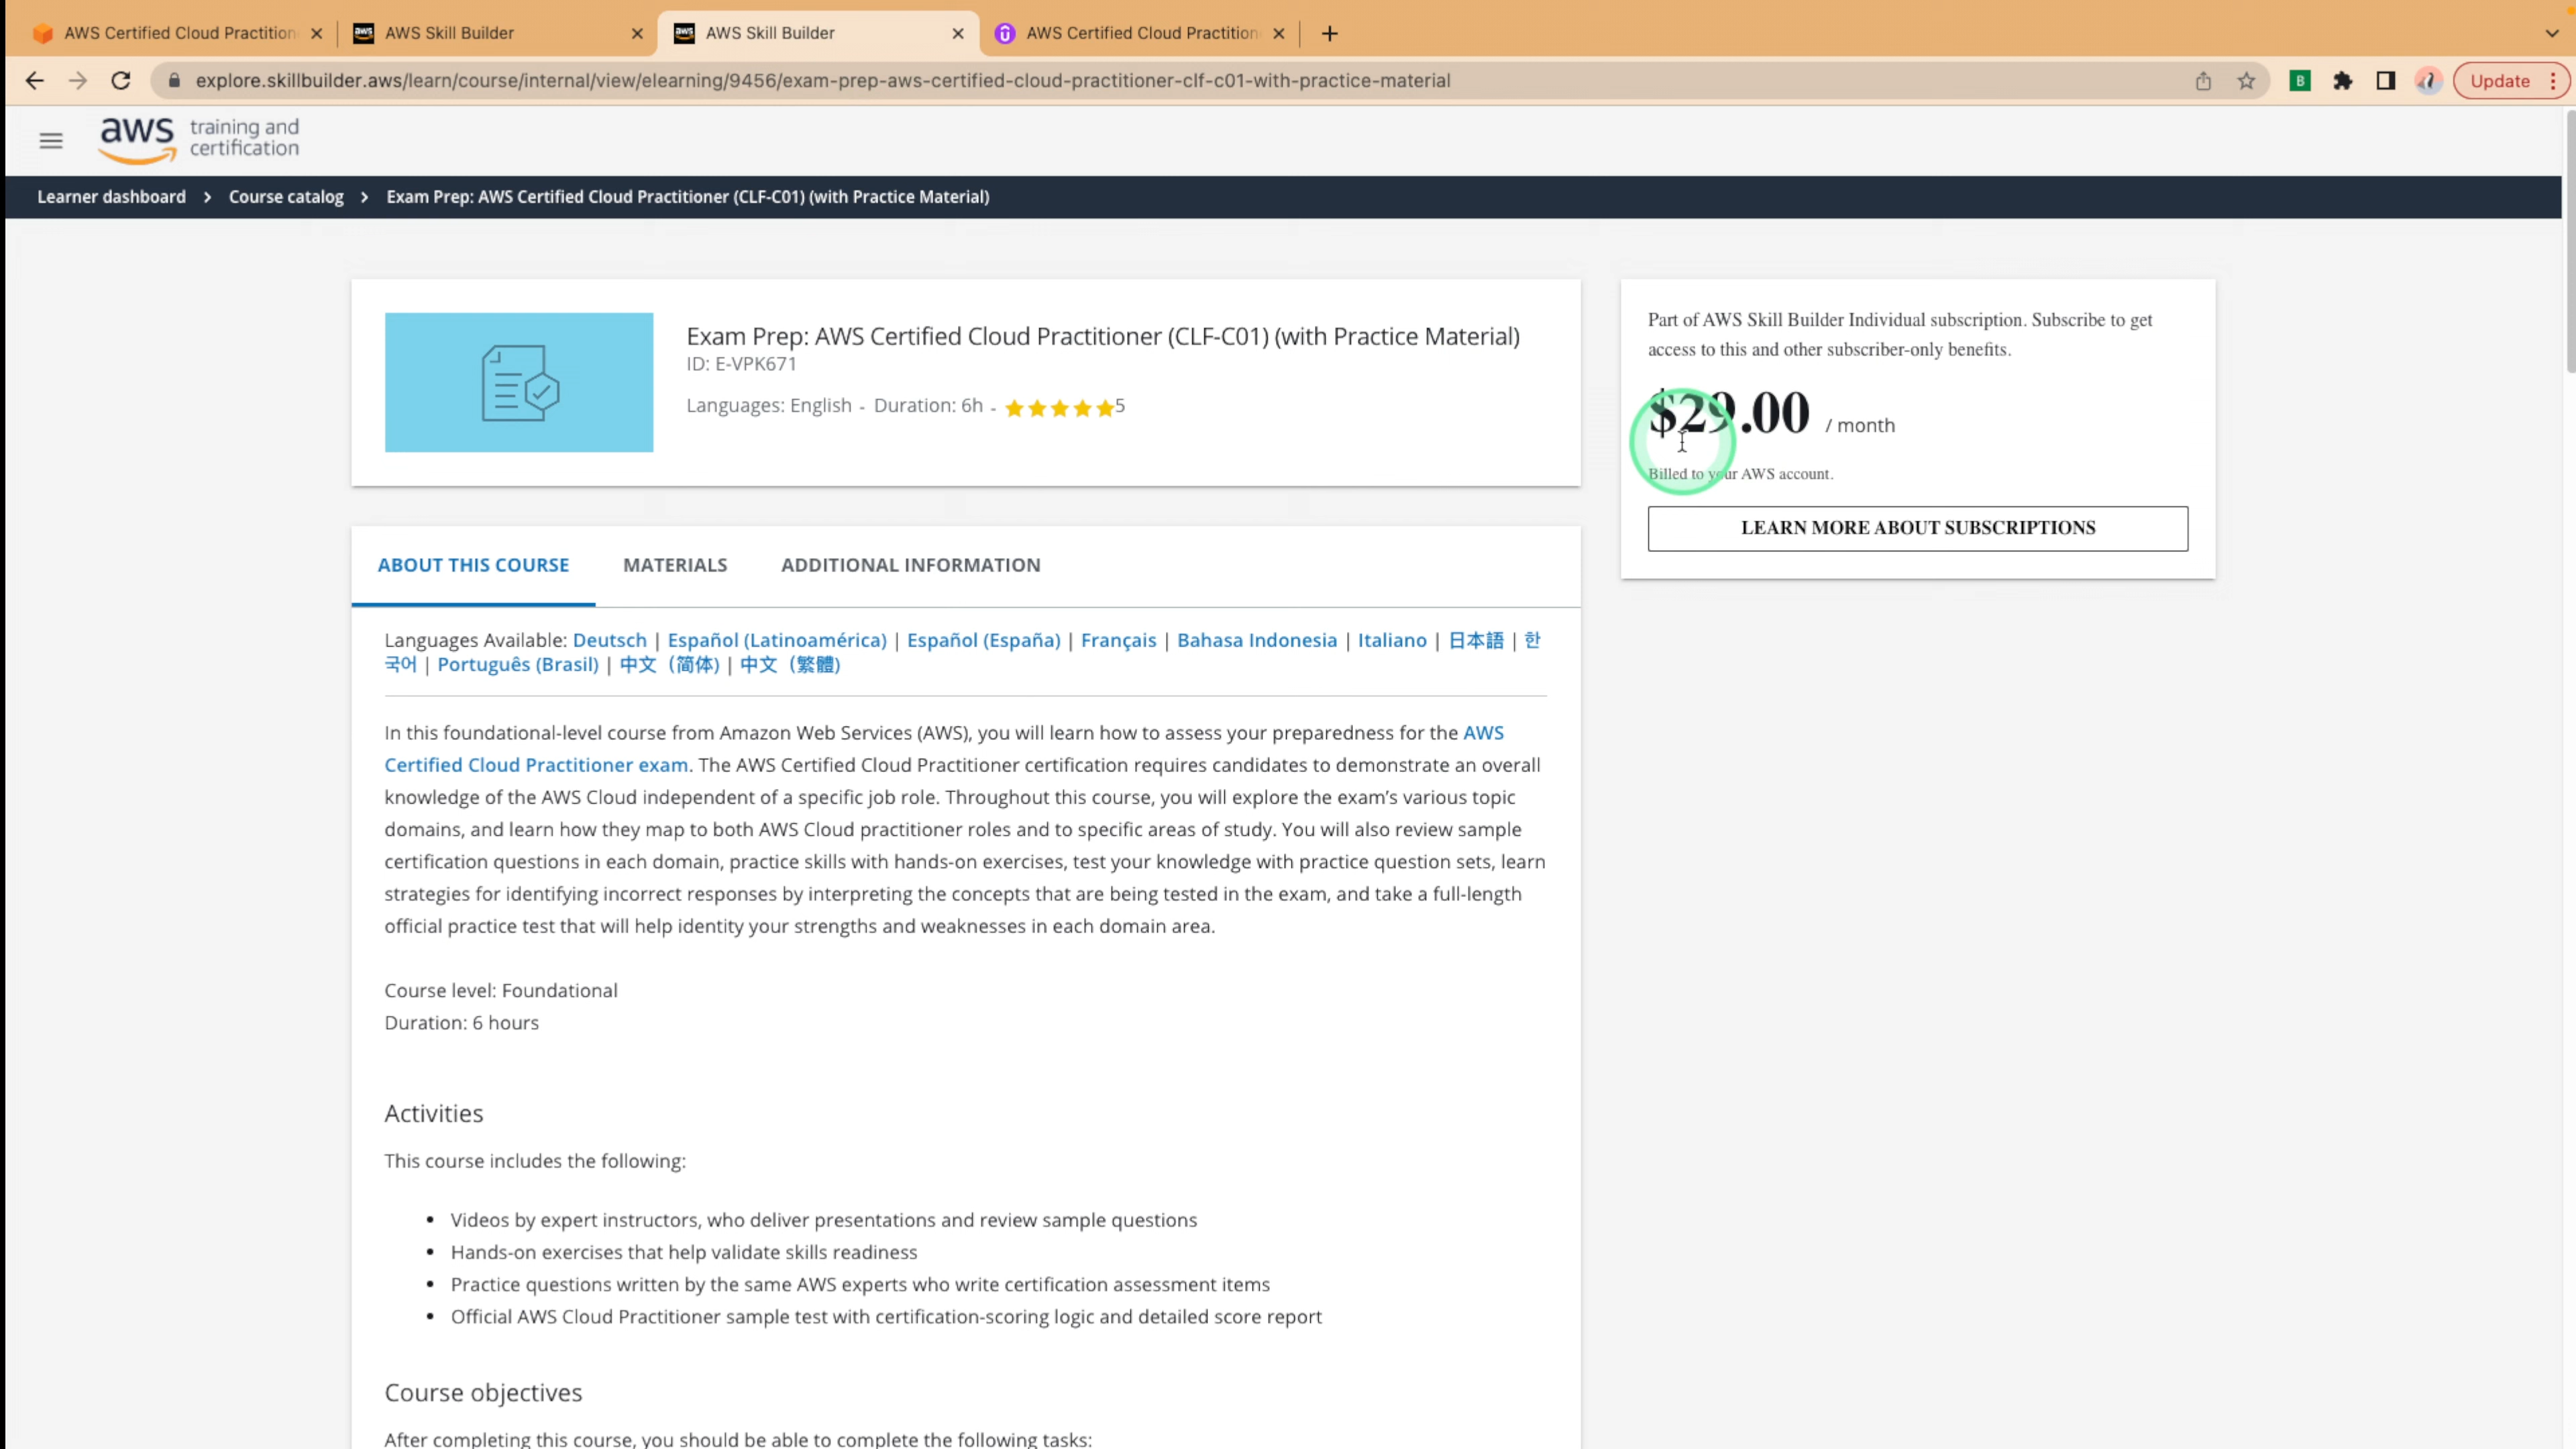 AWS Certified Cloud Practition
AWS Skill Builder
AWS Skill Builder
AWS Certified Cloud Practition
explore.skillbuilder.aws/learn/course/internal/view/elearning/9456/exam-prep-aws-certified-cloud-practitioner-clf-c01-with-practice-material
B
Update
aws training and
certification
Learner dashboard > Course catalog > Exam Prep: AWS Certified Cloud Practitioner (CLF-C01) (with Practice Material)
Exam Prep: AWS Certified Cloud Practitioner (CLF-C01) (with Practice Material)
ID: E-VPK671
Languages: English - Duration: 6h - 5
Part of AWS Skill Builder Individual subscription. Subscribe to get
access to this and other subscriber-only benefits.
$29.00 / month
Billed to your AWS account.
LEARN MORE ABOUT SUBSCRIPTIONS
ABOUT THIS COURSE MATERIALS ADDITIONAL INFORMATION
Languages Available: Deutsch | Español (Latinoamérica) | Español (España) | Français | Bahasa Indonesia | Italiano | 日本語 | 한
국어 | Português (Brasil) | 中文（简体) | 中文（繁體)
In this foundational-level course from Amazon Web Services (AWS), you will learn how to assess your preparedness for the AWS
Certified Cloud Practitioner exam. The AWS Certified Cloud Practitioner certification requires candidates to demonstrate an overall
knowledge of the AWS Cloud independent of a specific job role. Throughout this course, you will explore the exam's various topic
domains, and learn how they map to both AWS Cloud practitioner roles and to specific areas of study. You will also review sample
certification questions in each domain, practice skills with hands-on exercises, test your knowledge with practice question sets, learn
strategies for identifying incorrect responses by interpreting the concepts that are being tested in the exam, and take a full-length
official practice test that will help identity your strengths and weaknesses in each domain area.
Course level: Foundational
Duration: 6 hours
Activities
This course includes the following:
• Videos by expert instructors, who deliver presentations and review sample questions
• Hands-on exercises that help validate skills readiness
• Practice questions written by the same AWS experts who write certification assessment items
• Official AWS Cloud Practitioner sample test with certification-scoring logic and detailed score report
Course objectives
After completing this course, you should be able to complete the following tasks: